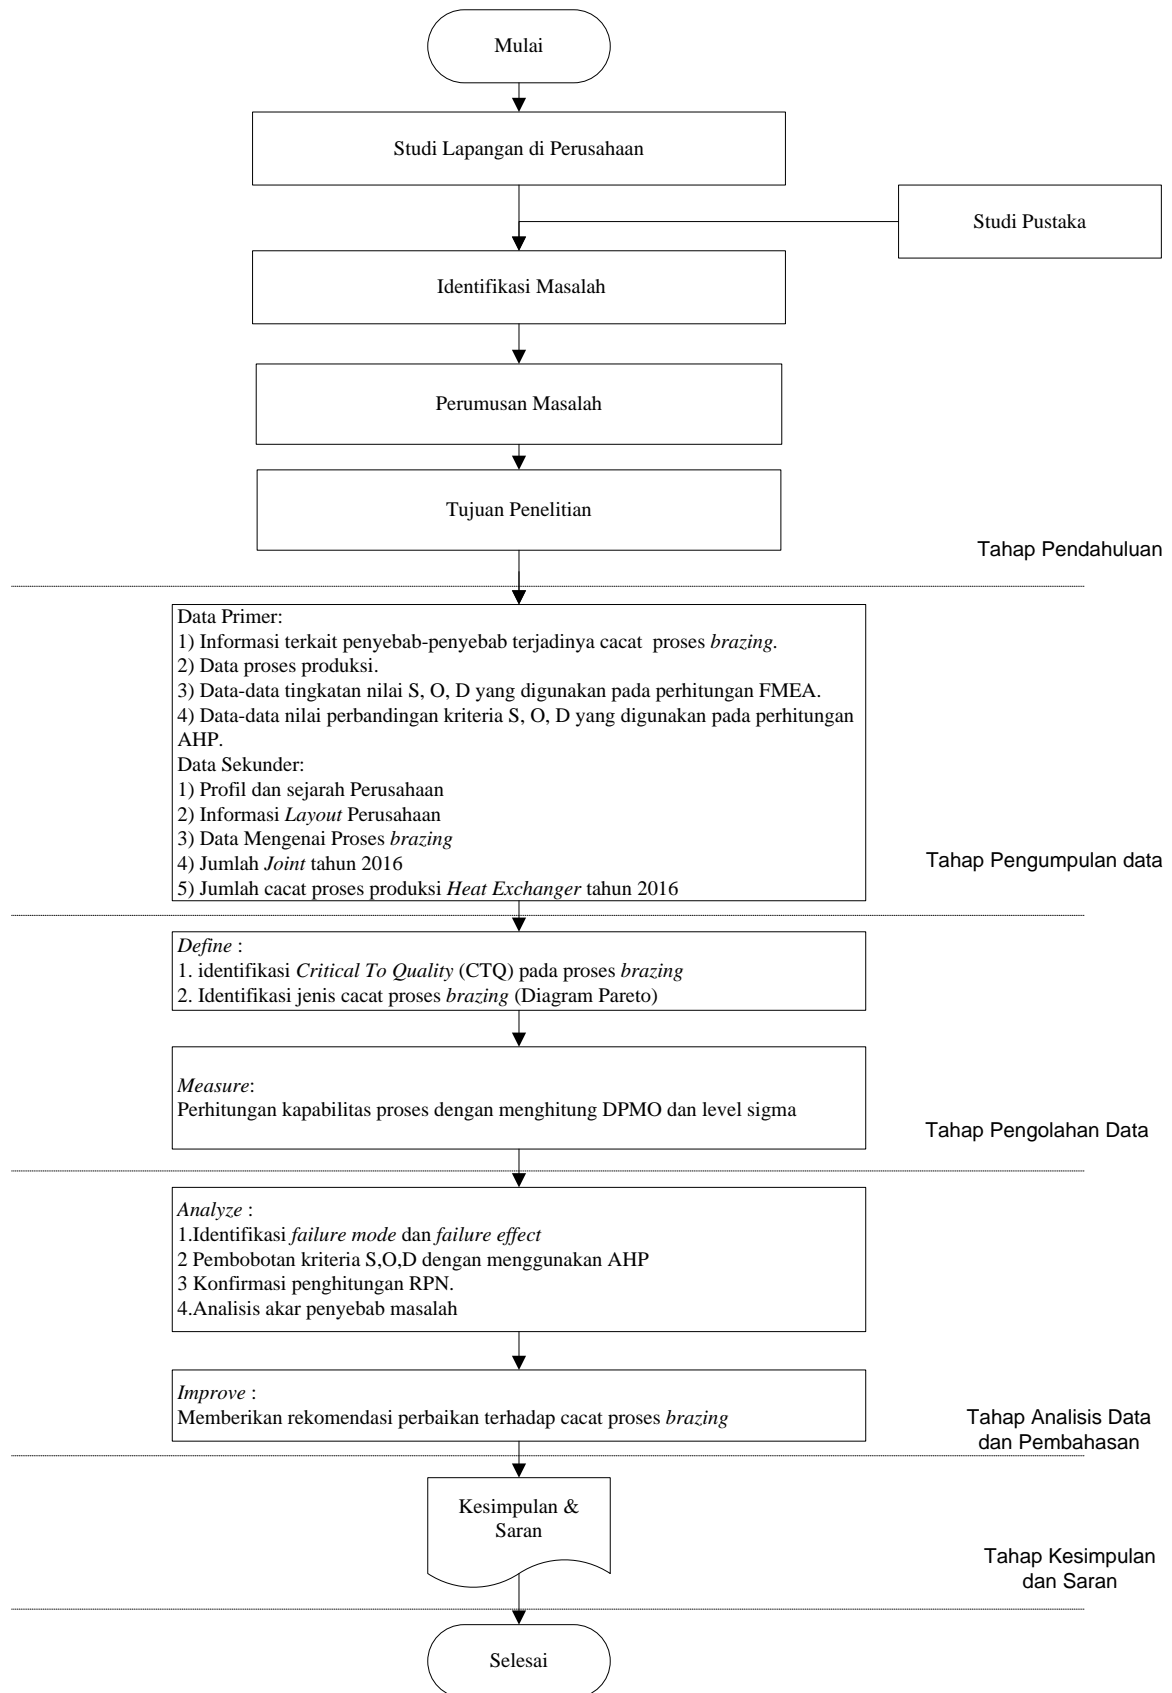 Mulai
Studi Lapangan di Perusahaan
Studi Pustaka
Identifikasi Masalah
Perumusan Masalah
Tujuan Penelitian
Tahap Pendahuluan
Data Primer:
1) Informasi terkait penyebab-penyebab terjadinya cacat proses brazing.
2) Data proses produksi.
3) Data-data tingkatan nilai S, O, D yang digunakan pada perhitungan FMEA.
4) Data-data nilai perbandingan kriteria S, O, D yang digunakan pada perhitungan
AHP.
Data Sekunder:
1) Profil dan sejarah Perusahaan
2) Informasi Layout Perusahaan
3) Data Mengenai Proses brazing
4) Jumlah Joint tahun 2016
5) Jumlah cacat proses produksi Heat Exchanger tahun 2016
Tahap Pengumpulan data
Define :
1. identifikasi Critical To Quality (CTQ) pada proses brazing
2. Identifikasi jenis cacat proses brazing (Diagram Pareto)
Measure:
Perhitungan kapabilitas proses dengan menghitung DPMO dan level sigma
Tahap Pengolahan Data
Analyze :
1.Identifikasi failure mode dan failure effect
2 Pembobotan kriteria S,O,D dengan menggunakan AHP
3 Konfirmasi penghitungan RPN.
4.Analisis akar penyebab masalah
Improve :
Memberikan rekomendasi perbaikan terhadap cacat proses brazing
Tahap Analisis Data
dan Pembahasan
Kesimpulan &
Saran
Tahap Kesimpulan
dan Saran
Selesai